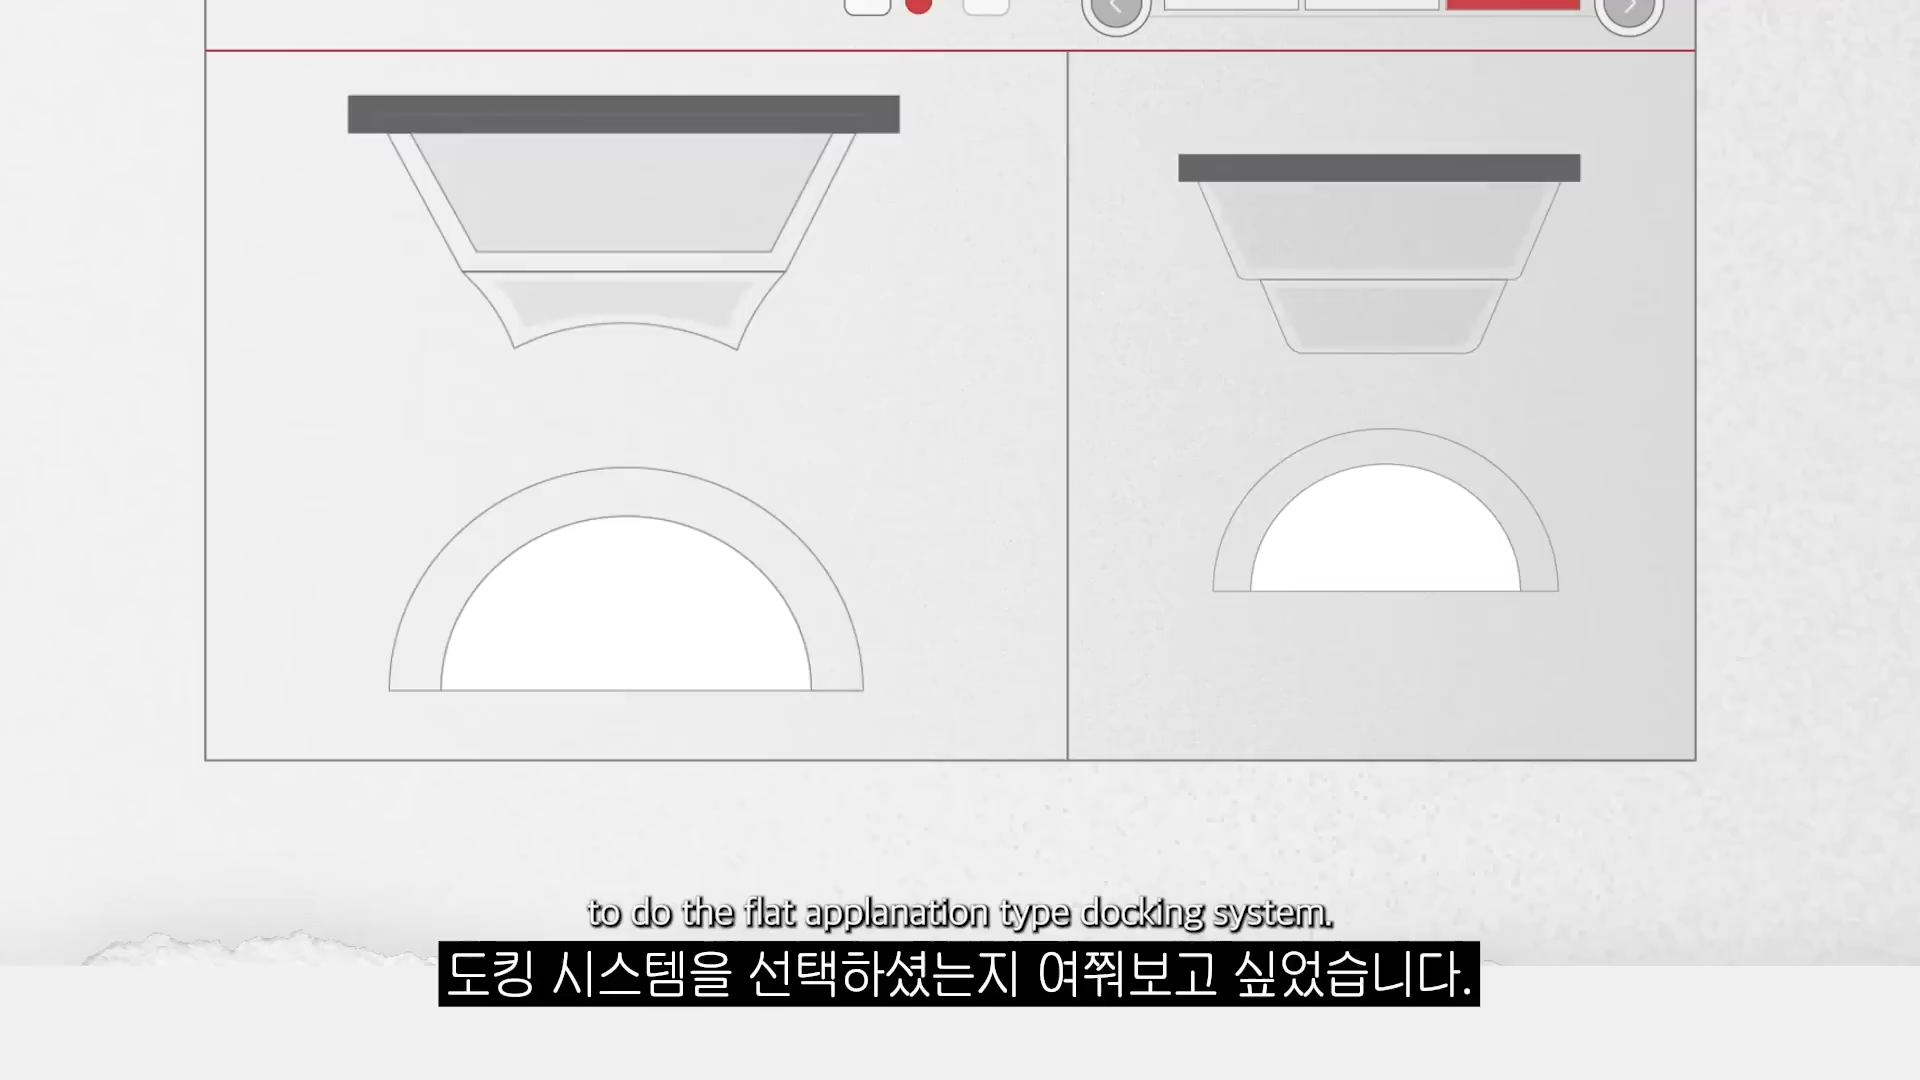 to do the flat applanation type docking system.
도킹 시스템을 선택하셨는지 여쭤보고 싶었습니다.